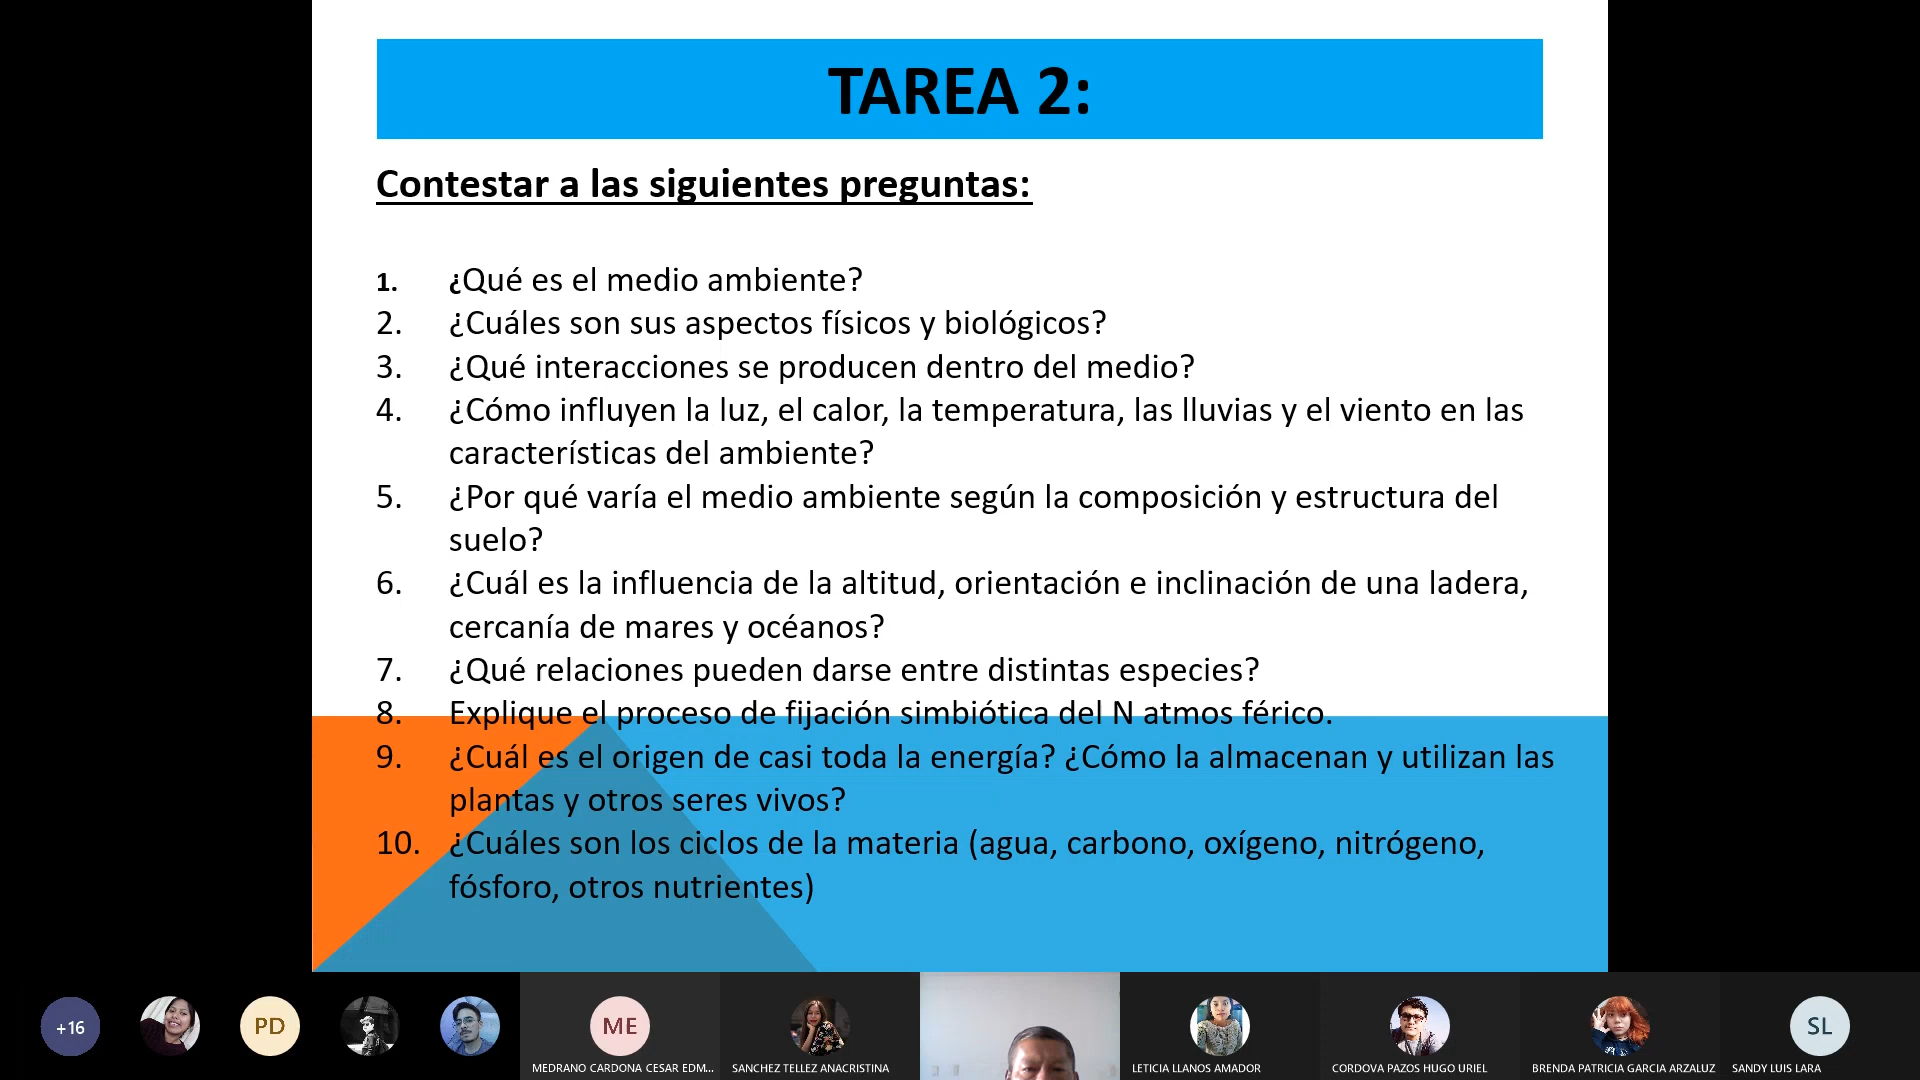 TAREA 2:
Contestar a las siguientes preguntas:
1. ¿Qué es el medio ambiente?
2. ¿Cuáles son sus aspectos físicos y biológicos?
3. ¿Qué interacciones se producen dentro del medio?
4. ¿Cómo influyen la luz, el calor, la temperatura, las lluvias y el viento en las
características del ambiente?
5. ¿Por qué varía el medio ambiente según la composición y estructura del
suelo?
6. ¿Cuál es la influencia de la altitud, orientación e inclinación de una ladera,
cercanía de mares y océanos?
7. ¿Qué relaciones pueden darse entre distintas especies?
8. Explique el proceso de fijación simbiótica del N atmos férico.
9. ¿Cuál es el origen de casi toda la energía? ¿Cómo la almacenan y utilizan las
plantas y otros seres vivos?
10. ¿Cuáles son los ciclos de la materia (agua, carbono, oxígeno, nitrógeno,
fósforo, otros nutrientes)
+16 PD ME SL
MEDRANO CARDONA CESAR EDM... SANCHEZ TELLEZ ANACRISTINA LETICIA LLANOS AMADOR CORDOVA PAZOS HUGO URIEL BRENDA PATRICIA GARCIA ARZALUZ SANDY LUIS LARA